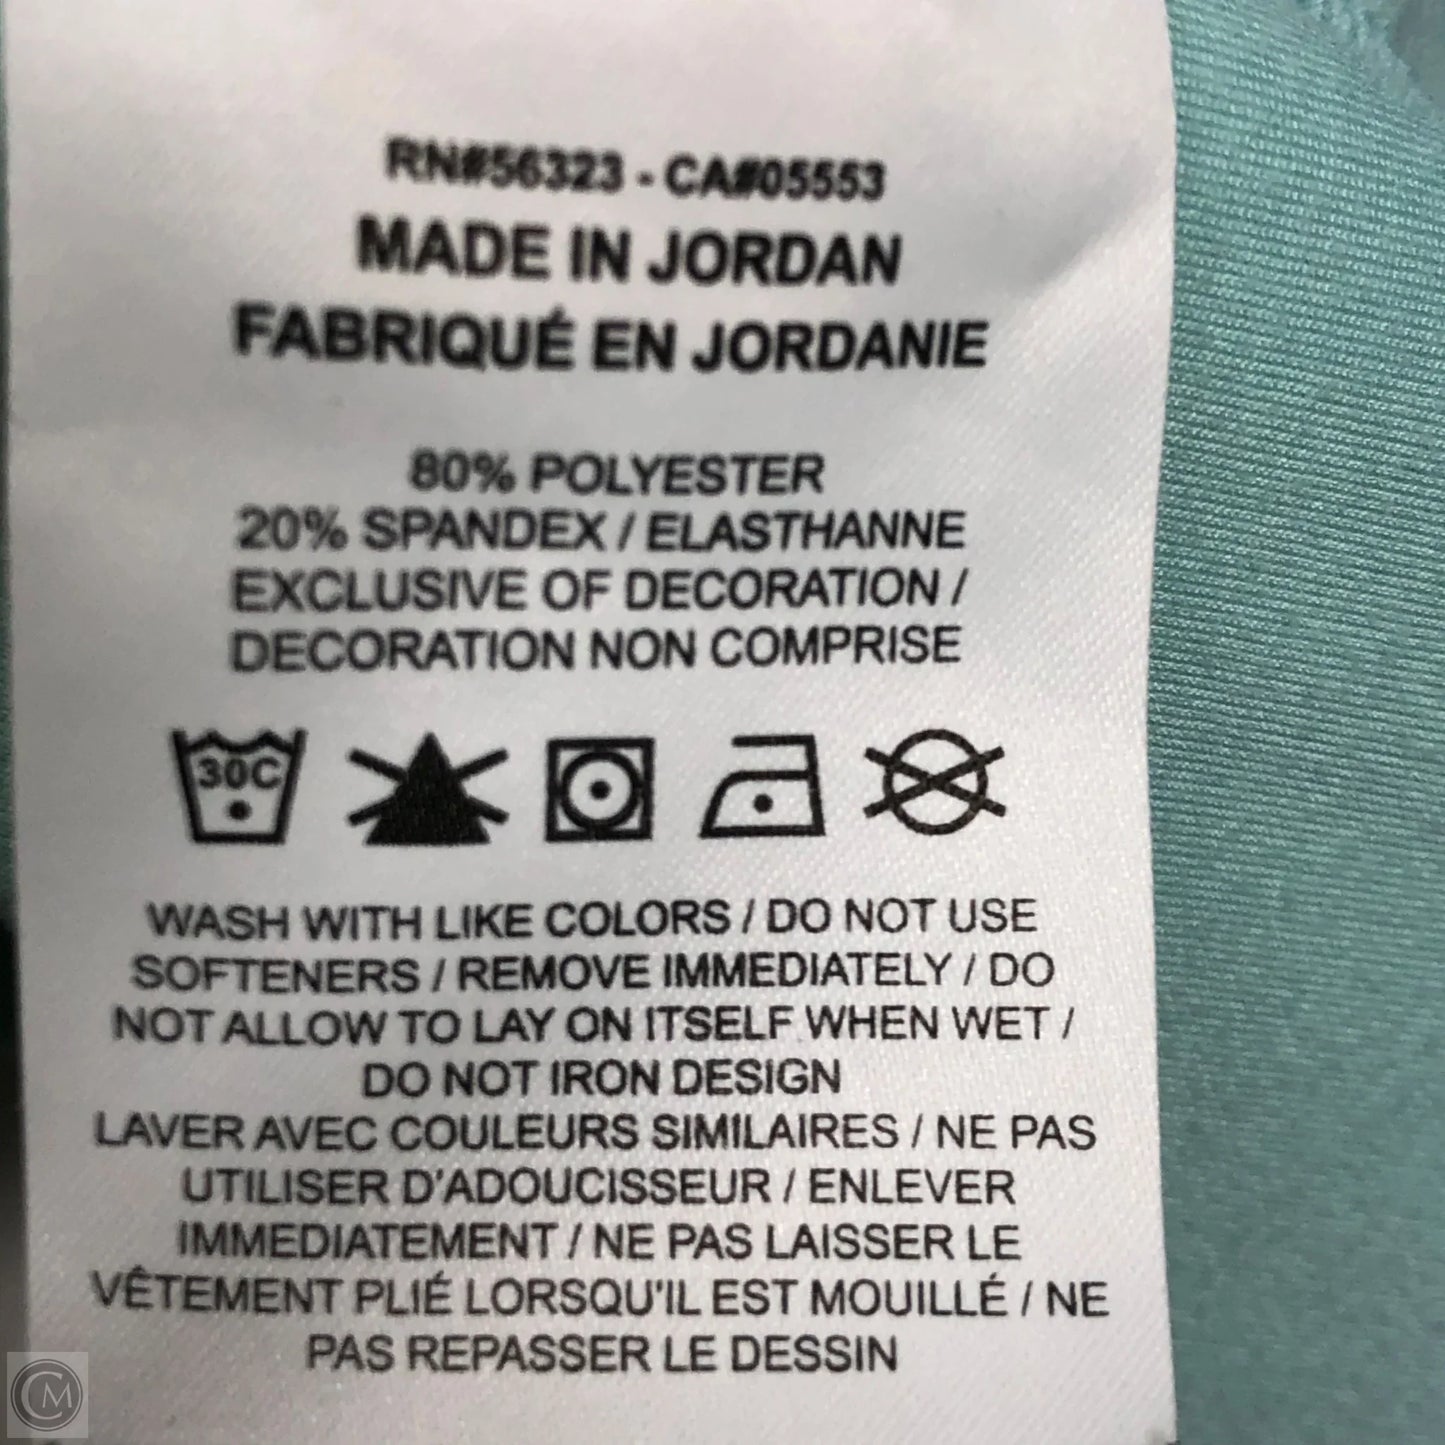 RN#56323 - CA#05553
MADE IN JORDAN
FABRIQUÉ EN JORDANIE
80% POLYESTER
20% SPANDEX / ELASTHANNE
EXCLUSIVE OF DECORATION /
DECORATION NON COMPRISE
30C
WASH WITH LIKE COLORS / DO NOT USE
SOFTENERS / REMOVE IMMEDIATELY / DO
NOT ALLOW TO LAY ON ITSELF WHEN WET /
DO NOT IRON DESIGN
LAVER AVEC COULEURS SIMILAIRES / NE PAS
UTILISER D'ADOUCISSEUR / ENLEVER
IMMEDIATEMENT / NE PAS LAISSER LE
VÊTEMENT PLIÉ LORSQU'IL EST MOUILLÉ / NE
PAS REPASSER LE DESSIN
CM